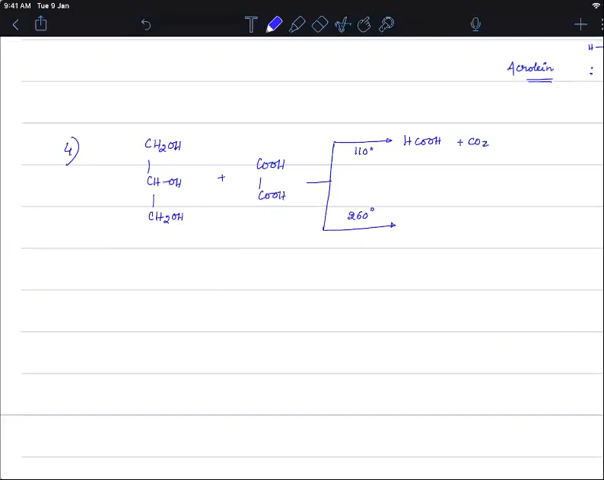 9:41 AM Tue 9 Jan
H-
Acrolein :
4)
CH2OH
|
CH-OH
|
CH2OH
+
COOH
|
COOH
110°
HCOOH + CO2
260°